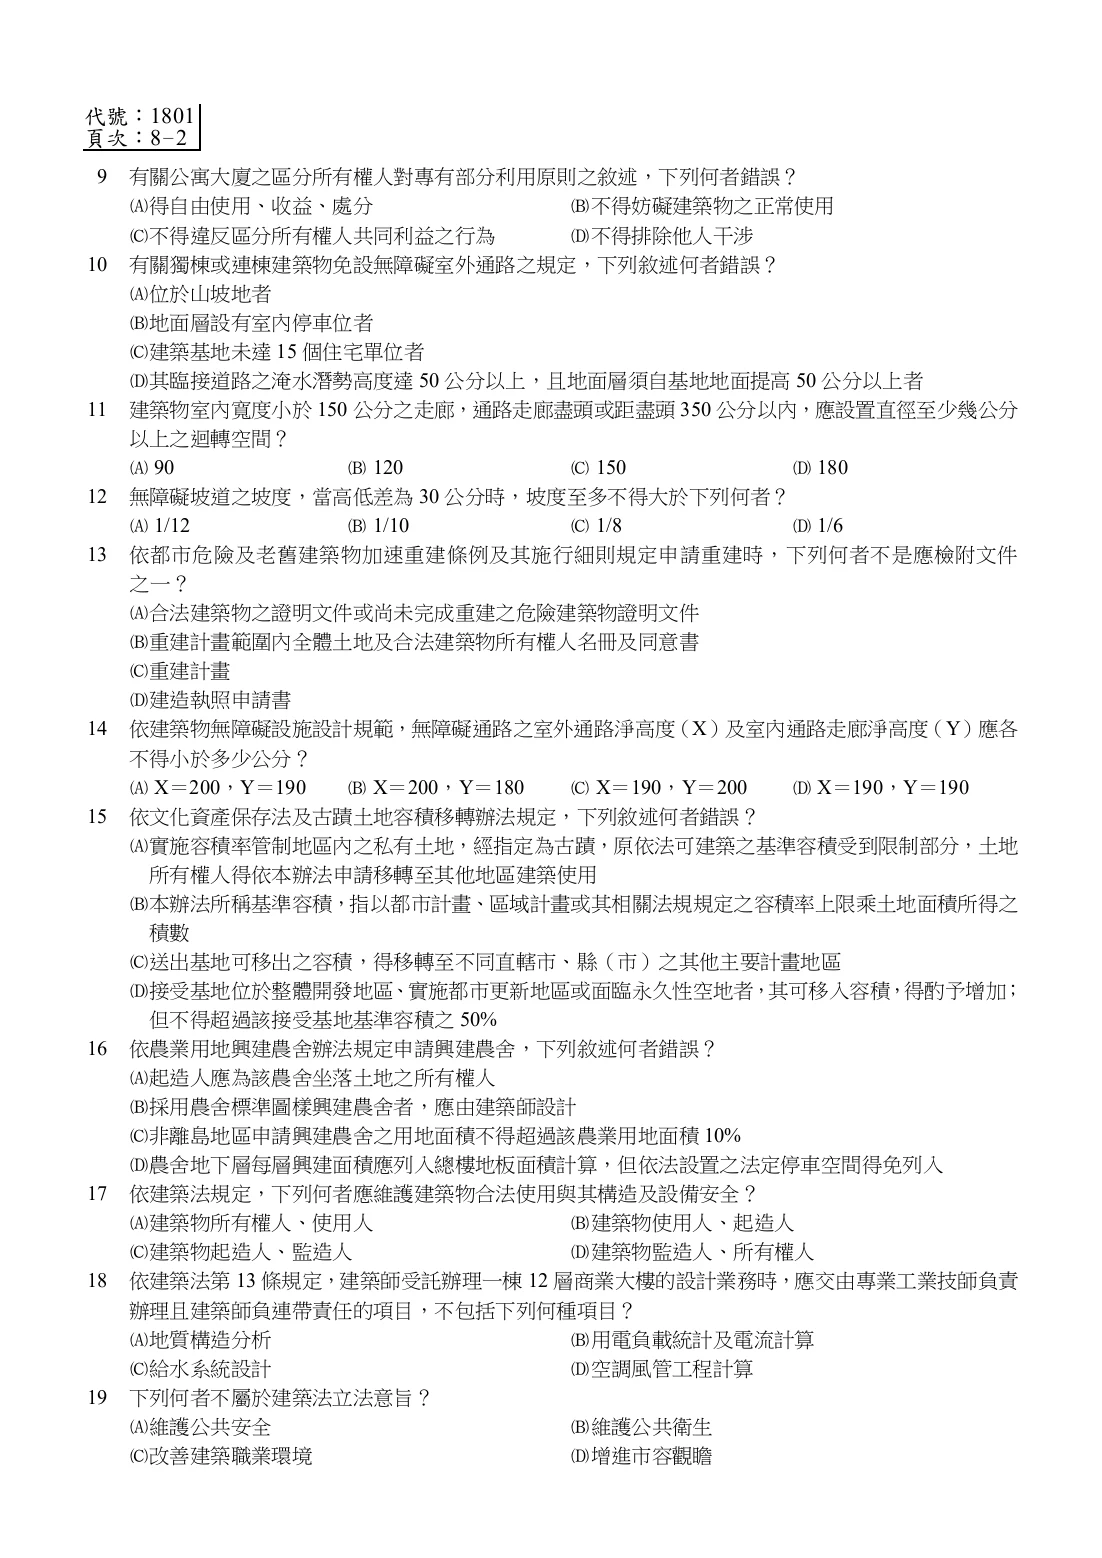 代號：1801
頁次：8－2
9 有關公寓大廈之區分所有權人對專有部分利用原則之敘述，下列何者錯誤？
(A)得自由使用、收益、處分 (B)不得妨礙建築物之正常使用
(C)不得違反區分所有權人共同利益之行為 (D)不得排除他人干涉
10 有關獨棟或連棟建築物免設無障礙室外通路之規定，下列敘述何者錯誤？
(A)位於山坡地者
(B)地面層設有室內停車位者
(C)建築基地未達 15 個住宅單位者
(D)其臨接道路之淹水潛勢高度達 50 公分以上，且地面層須自基地地面提高 50 公分以上者
11 建築物室內寬度小於 150 公分之走廊，通路走廊盡頭或距盡頭 350 公分以內，應設置直徑至少幾公分
以上之迴轉空間？
(A) 90 (B) 120 (C) 150 (D) 180
12 無障礙坡道之坡度，當高低差為 30 公分時，坡度至多不得大於下列何者？
(A) 1/12 (B) 1/10 (C) 1/8 (D) 1/6
13 依都市危險及老舊建築物加速重建條例及其施行細則規定申請重建時，下列何者不是應檢附文件
之一？
(A)合法建築物之證明文件或尚未完成重建之危險建築物證明文件
(B)重建計畫範圍內全體土地及合法建築物所有權人名冊及同意書
(C)重建計畫
(D)建造執照申請書
14 依建築物無障礙設施設計規範，無障礙通路之室外通路淨高度（X）及室內通路走廊淨高度（Y）應各
不得小於多少公分？
(A) X＝200，Y＝190 (B) X＝200，Y＝180 (C) X＝190，Y＝200 (D) X＝190，Y＝190
15 依文化資產保存法及古蹟土地容積移轉辦法規定，下列敘述何者錯誤？
(A)實施容積率管制地區內之私有土地，經指定為古蹟，原依法可建築之基準容積受到限制部分，土地
所有權人得依本辦法申請移轉至其他地區建築使用
(B)本辦法所稱基準容積，指以都市計畫、區域計畫或其相關法規規定之容積率上限乘土地面積所得之
積數
(C)送出基地可移出之容積，得移轉至不同直轄市、縣（市）之其他主要計畫地區
(D)接受基地位於整體開發地區、實施都市更新地區或面臨永久性空地者，其可移入容積，得酌予增加；
但不得超過該接受基地基準容積之 50%
16 依農業用地興建農舍辦法規定申請興建農舍，下列敘述何者錯誤？
(A)起造人應為該農舍坐落土地之所有權人
(B)採用農舍標準圖樣興建農舍者，應由建築師設計
(C)非離島地區申請興建農舍之用地面積不得超過該農業用地面積 10%
(D)農舍地下層每層興建面積應列入總樓地板面積計算，但依法設置之法定停車空間得免列入
17 依建築法規定，下列何者應維護建築物合法使用與其構造及設備安全？
(A)建築物所有權人、使用人 (B)建築物使用人、起造人
(C)建築物起造人、監造人 (D)建築物監造人、所有權人
18 依建築法第 13 條規定，建築師受託辦理一棟 12 層商業大樓的設計業務時，應交由專業工業技師負責
辦理且建築師負連帶責任的項目，不包括下列何種項目？
(A)地質構造分析 (B)用電負載統計及電流計算
(C)給水系統設計 (D)空調風管工程計算
19 下列何者不屬於建築法立法意旨？
(A)維護公共安全 (B)維護公共衛生
(C)改善建築職業環境 (D)增進市容觀瞻